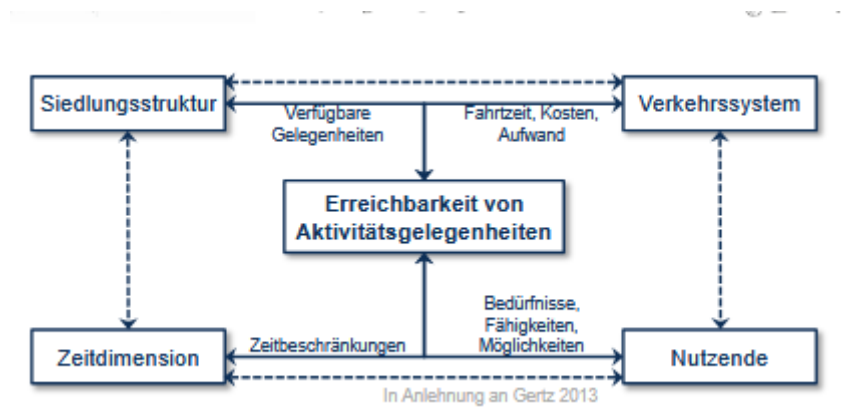 Siedlungsstruktur
Verkehrssystem
Verfügbare
Gelegenheiten
Fahrtzeit, Kosten,
Aufwand
Erreichbarkeit von
Aktivitätsgelegenheiten
Bedürfnisse,
Fähigkeiten,
Möglichkeiten
Zeitdimension
Zeitbeschränkungen
Nutzende
In Anlehnung an Gertz 2013